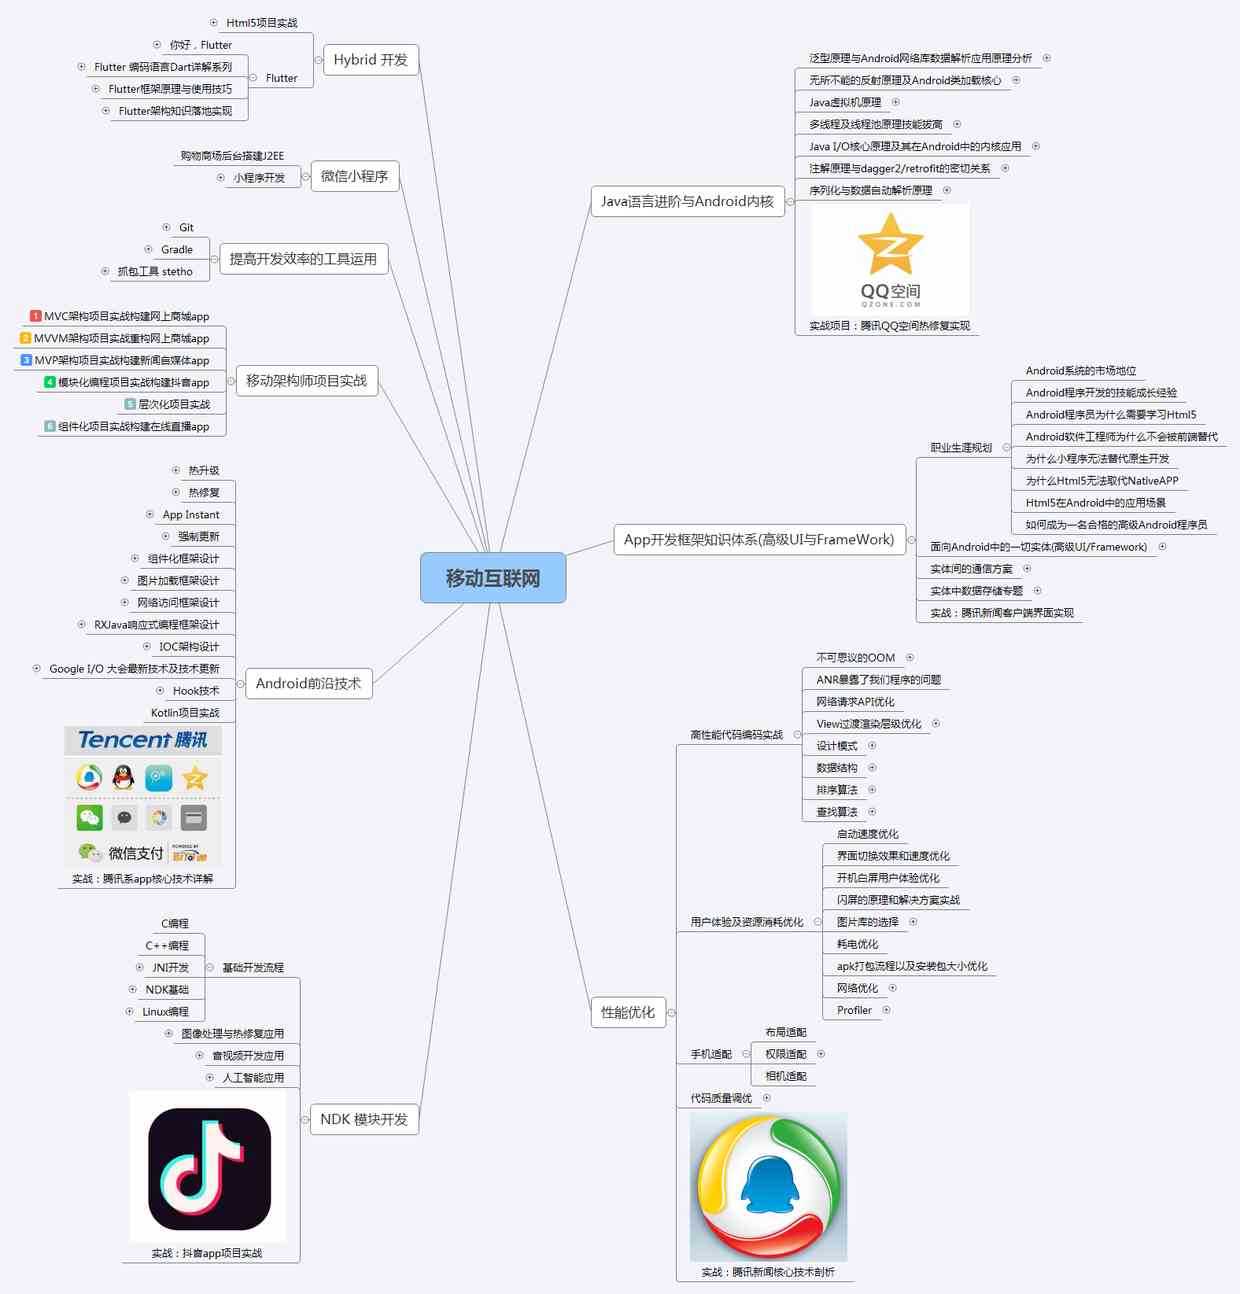 移动互联网
Hybrid 开发
Html5项目实战
Flutter
你好，Flutter
Flutter 编码语言Dart详解系列
Flutter框架原理与使用技巧
Flutter架构知识落地实现
微信小程序
购物商场后台搭建J2EE
小程序开发
提高开发效率的工具运用
Git
Gradle
抓包工具 stetho
移动架构师项目实战
1 MVC架构项目实战构建网上商城app
2 MVVM架构项目实战重构网上商城app
3 MVP架构项目实战构建新闻自媒体app
4 模块化编程项目实战构建抖音app
5 层次化项目实战
6 组件化项目实战构建在线直播app
Android前沿技术
热升级
热修复
App Instant
强制更新
组件化框架设计
图片加载框架设计
网络访问框架设计
RXJava响应式编程框架设计
IOC架构设计
Google I/O 大会最新技术及技术更新
Hook技术
Kotlin项目实战
Tencent 腾讯
微信支付
POWERED BY
实战：腾讯系app核心技术详解
NDK 模块开发
基础开发流程
C编程
C++编程
JNI开发
NDK基础
Linux编程
图像处理与热修复应用
音视频开发应用
人工智能应用
实战：抖音app项目实战
Java语言进阶与Android内核
泛型原理与Android网络库数据解析应用原理分析
无所不能的反射原理及Android类加载核心
Java虚拟机原理
多线程及线程池原理技能拔高
Java I/O核心原理及其在Android中的内核应用
注解原理与dagger2/retrofit的密切关系
序列化与数据自动解析原理
QQ空间
QZONE.COM
实战项目：腾讯QQ空间热修复实现
App开发框架知识体系(高级UI与FrameWork)
职业生涯规划
Android系统的市场地位
Android程序开发的技能成长经验
Android程序员为什么需要学习Html5
Android软件工程师为什么不会被前端替代
为什么小程序无法替代原生开发
为什么Html5无法取代NativeAPP
Html5在Android中的应用场景
如何成为一名合格的高级Android程序员
面向Android中的一切实体(高级UI/Framework)
实体间的通信方案
实体中数据存储专题
实战：腾讯新闻客户端界面实现
性能优化
高性能代码编码实战
不可思议的OOM
ANR暴露了我们程序的问题
网络请求API优化
View过渡渲染层级优化
设计模式
数据结构
排序算法
查找算法
用户体验及资源消耗优化
启动速度优化
界面切换效果和速度优化
开机白屏用户体验优化
闪屏的原理和解决方案实战
图片库的选择
耗电优化
apk打包流程以及安装包大小优化
网络优化
Profiler
手机适配
布局适配
权限适配
相机适配
代码质量调优
实战：腾讯新闻核心技术剖析